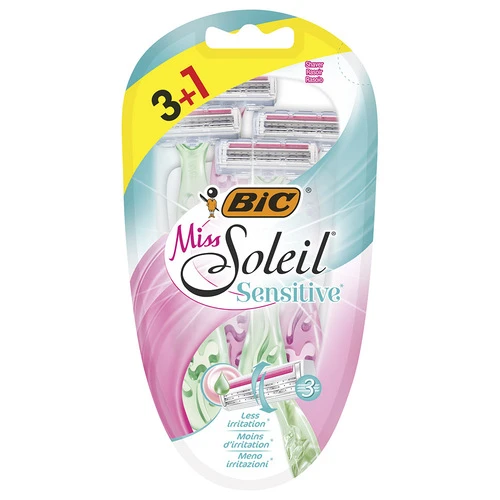 3+1
Shaver
Rasoir
Rasoio
BIC
Miss
Soleil®
Sensitive®
3
Less
irritation*
Moins
d'irritation*
Meno
irritazioni*